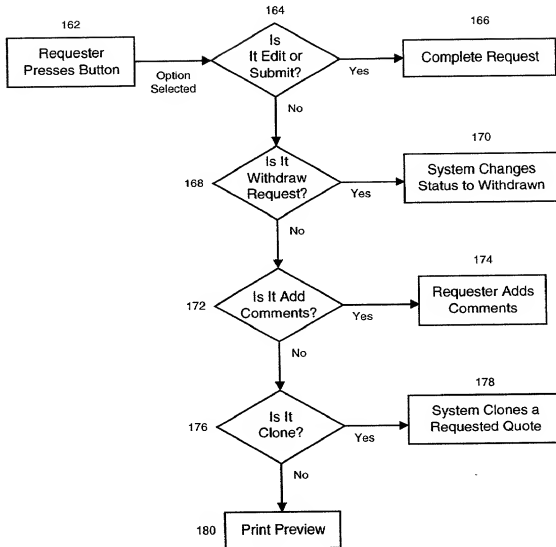 164
162
166
Requester
Presses Button
Option
Selected
Is
It Edit or
Submit?
Yes
Complete Request
No
170
168
Is It
Withdraw
Request?
Yes
System Changes
Status to Withdrawn
No
174
172
Is It Add
Comments?
Yes
Requester Adds
Comments
No
178
176
Is It
Clone?
Yes
System Clones a
Requested Quote
No
180
Print Preview